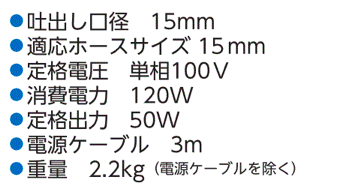 ●吐出し口径　15mm
●適応ホースサイズ 15mm
●定格電圧　単相100V
●消費電力　120W
●定格出力　50W
●電源ケーブル　3m
●重量　2.2kg（電源ケーブルを除く）